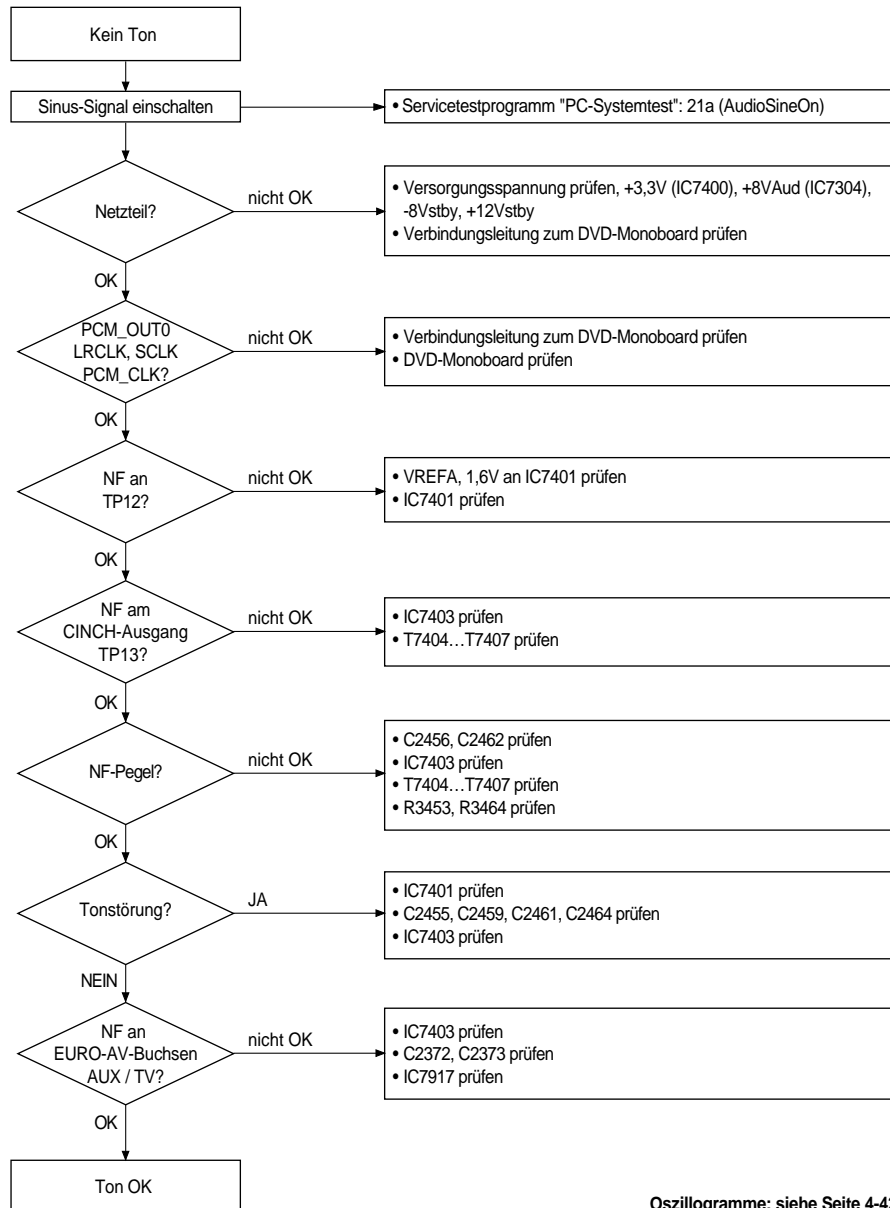 Kein Ton
Sinus-Signal einschalten
• Servicetestprogramm "PC-Systemtest": 21a (AudioSineOn)
Netzteil?
nicht OK
• Versorgungsspannung prüfen, +3,3V (IC7400), +8VAud (IC7304),
-8Vstby, +12Vstby
• Verbindungsleitung zum DVD-Monoboard prüfen
OK
PCM_OUT0
LRCLK, SCLK
PCM_CLK?
nicht OK
• Verbindungsleitung zum DVD-Monoboard prüfen
• DVD-Monoboard prüfen
OK
NF an
TP12?
nicht OK
• VREFA, 1,6V an IC7401 prüfen
• IC7401 prüfen
OK
NF am
CINCH-Ausgang
TP13?
nicht OK
• IC7403 prüfen
• T7404…T7407 prüfen
OK
NF-Pegel?
nicht OK
• C2456, C2462 prüfen
• IC7403 prüfen
• T7404…T7407 prüfen
• R3453, R3464 prüfen
OK
Tonstörung?
JA
• IC7401 prüfen
• C2455, C2459, C2461, C2464 prüfen
• IC7403 prüfen
NEIN
NF an
EURO-AV-Buchsen
AUX / TV?
nicht OK
• IC7403 prüfen
• C2372, C2373 prüfen
• IC7917 prüfen
OK
Ton OK
Oszillogramme: siehe Seite